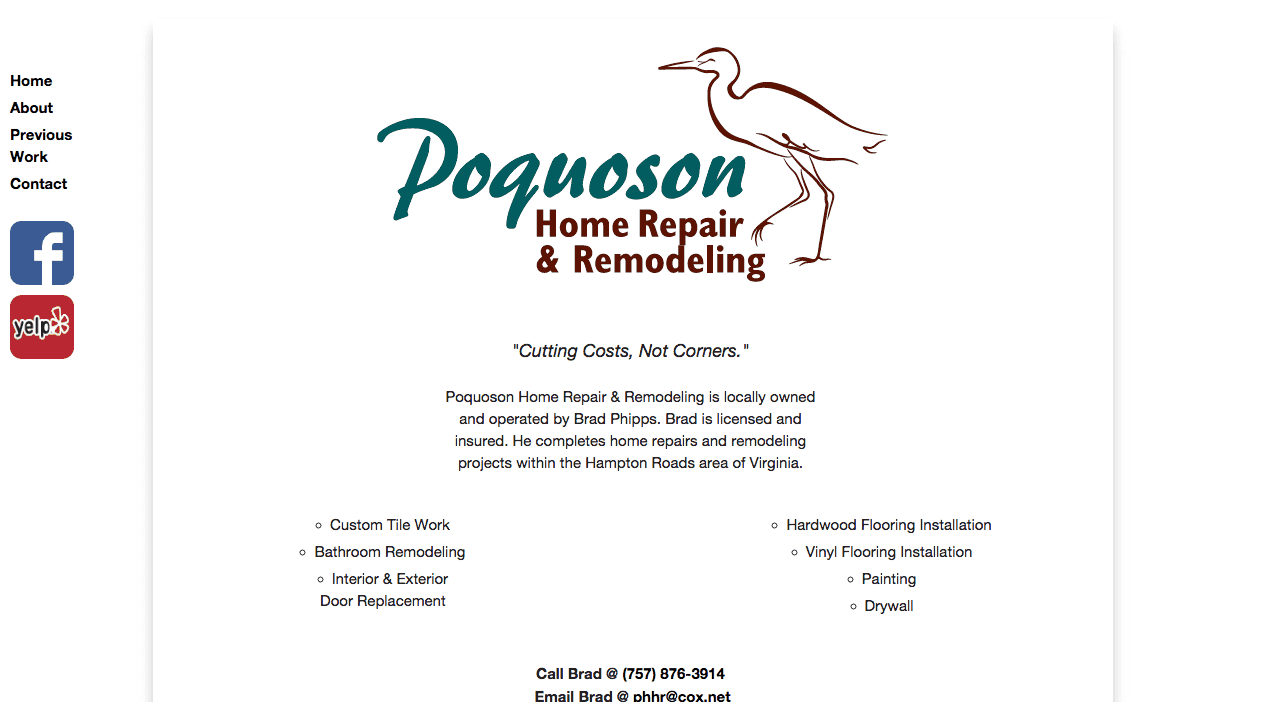 Home
About
Previous
Work
Contact
f
yelp
Poquoson
Home Repair
& Remodeling
"Cutting Costs, Not Corners."
Poquoson Home Repair & Remodeling is locally owned
and operated by Brad Phipps. Brad is licensed and
insured. He completes home repairs and remodeling
projects within the Hampton Roads area of Virginia.
Custom Tile Work
Bathroom Remodeling
Interior & Exterior
Door Replacement
Hardwood Flooring Installation
Vinyl Flooring Installation
Painting
Drywall
Call Brad @ (757) 876-3914
Email Brad @ phhr@cox.net